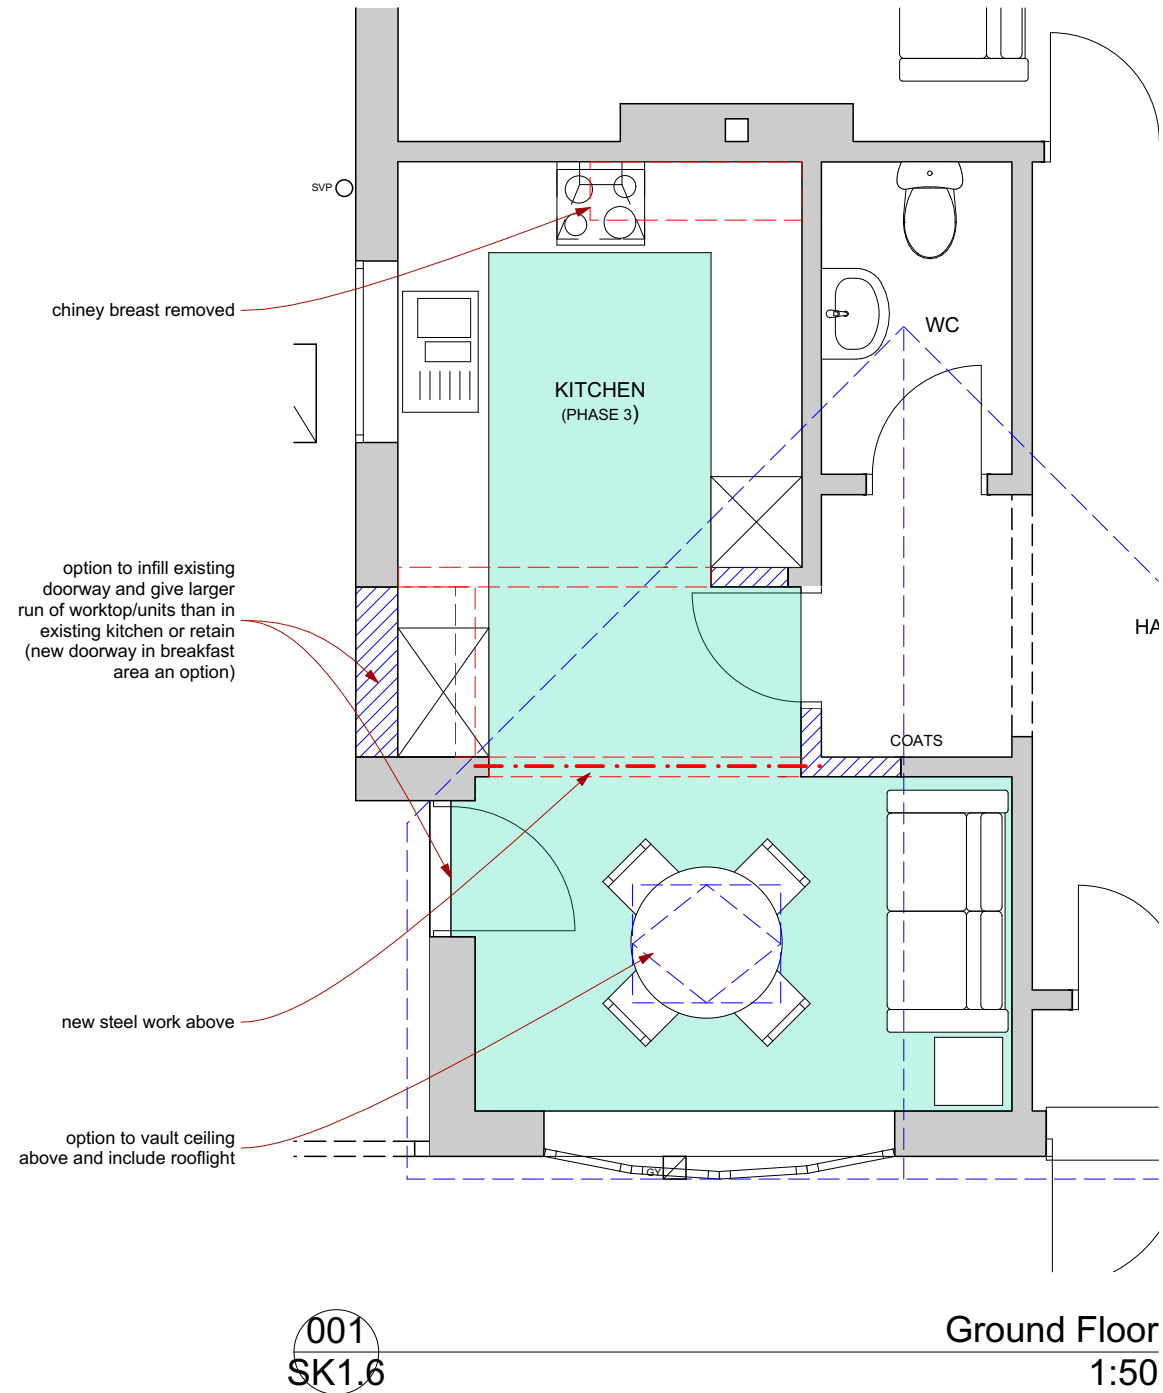 SVP
chiney breast removed
WC
KITCHEN
(PHASE 3)
option to infill existing
doorway and give larger
run of worktop/units than in
existing kitchen or retain
(new doorway in breakfast
area an option)
HA
COATS
new steel work above
option to vault ceiling
above and include rooflight
GY
001
Ground Floor
SK1.6
1:50